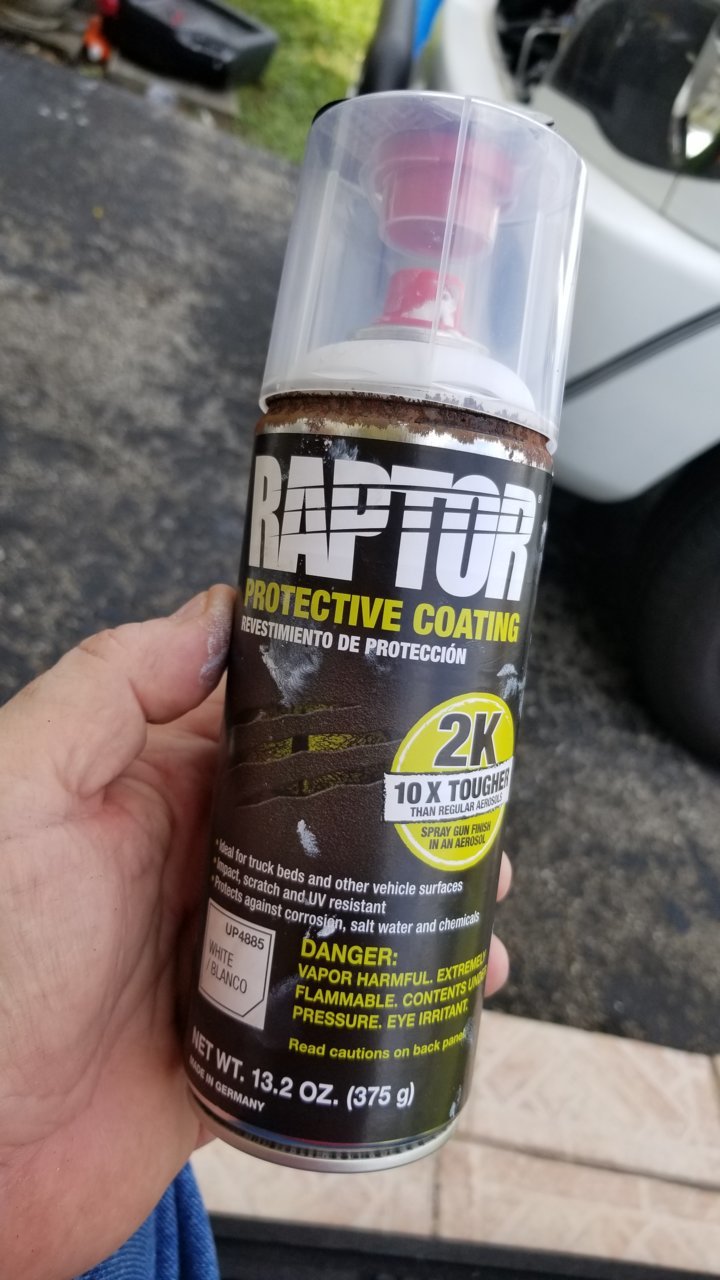 RAPTOR®
PROTECTIVE COATING
REVESTIMIENTO DE PROTECCIÓN
2K
10 X TOUGHER
THAN REGULAR AEROSOLS
SPRAY GUN FINISH
IN AN AEROSOL
• Ideal for truck beds and other vehicle surfaces
• Impact, scratch and UV resistant
• Protects against corrosion, salt water and chemicals
UP4885
WHITE
/ BLANCO
DANGER:
VAPOR HARMFUL. EXTREMELY
FLAMMABLE. CONTENTS UNDER
PRESSURE. EYE IRRITANT.
Read cautions on back panel
NET WT. 13.2 OZ. (375 g)
MADE IN GERMANY